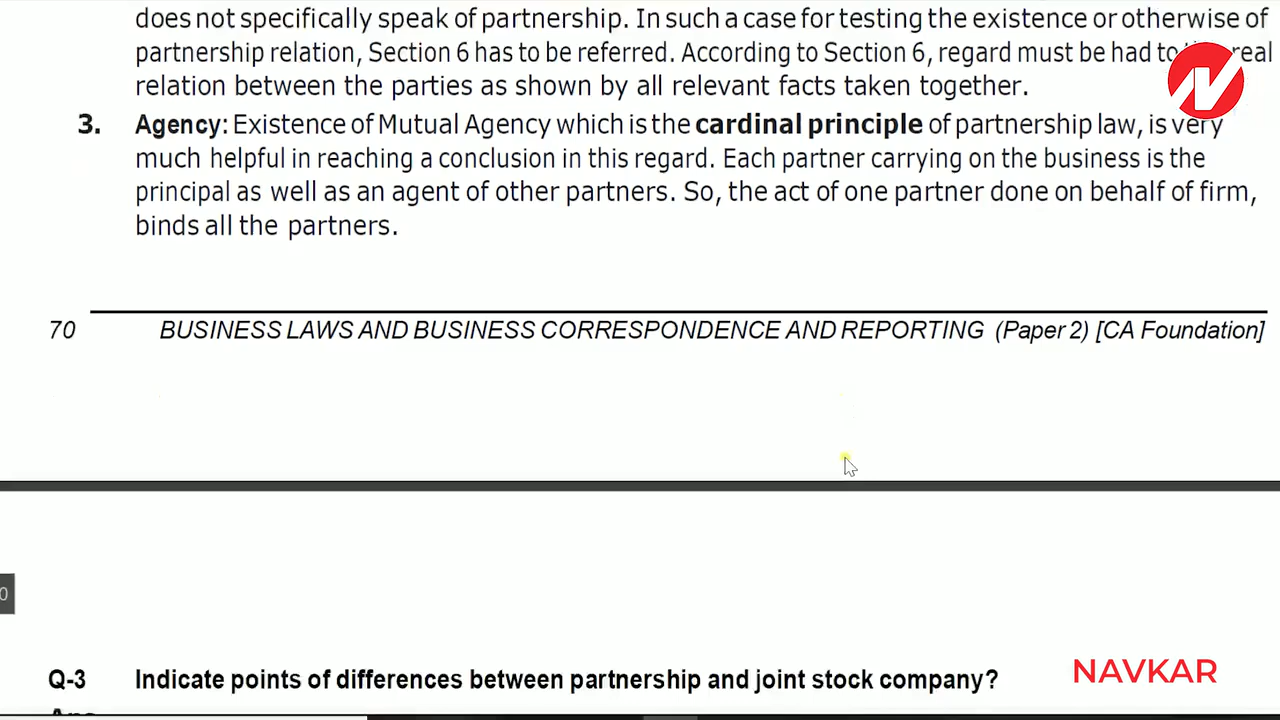 does not specifically speak of partnership. In such a case for testing the existence or otherwise of
partnership relation, Section 6 has to be referred. According to Section 6, regard must be had to real
relation between the parties as shown by all relevant facts taken together.
3. Agency: Existence of Mutual Agency which is the cardinal principle of partnership law, is very
much helpful in reaching a conclusion in this regard. Each partner carrying on the business is the
principal as well as an agent of other partners. So, the act of one partner done on behalf of firm,
binds all the partners.
70 BUSINESS LAWS AND BUSINESS CORRESPONDENCE AND REPORTING (Paper 2) [CA Foundation]
0
Q-3 Indicate points of differences between partnership and joint stock company?
NAVKAR